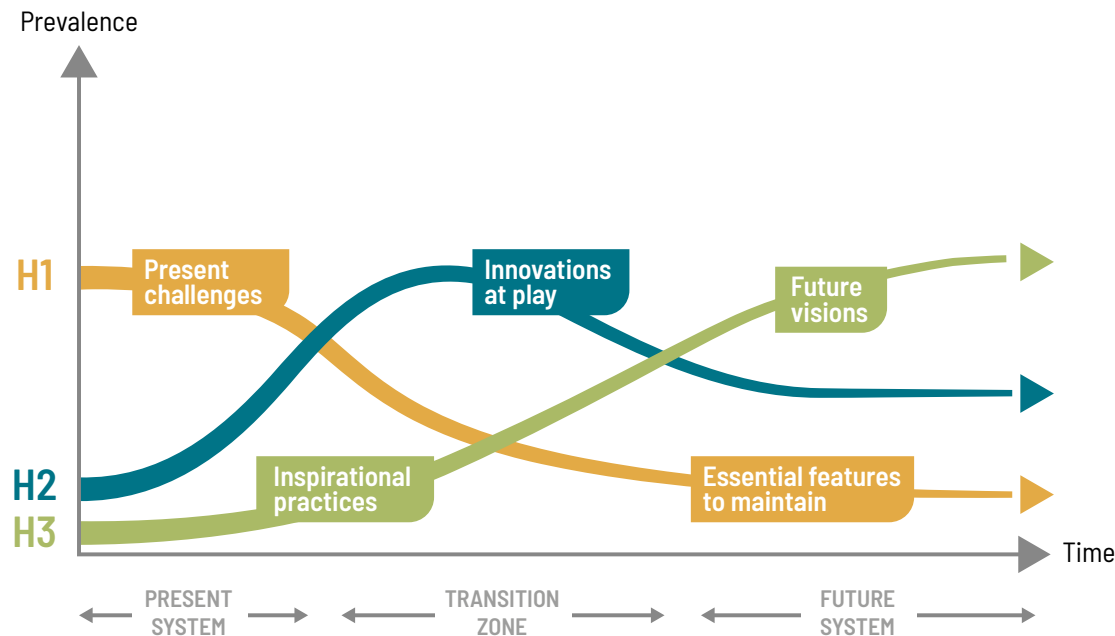 Prevalence
H1
Present
challenges
Innovations
at play
Future
visions
H2
H3
Inspirational
practices
Essential features
to maintain
Time
PRESENT
SYSTEM
TRANSITION
ZONE
FUTURE
SYSTEM